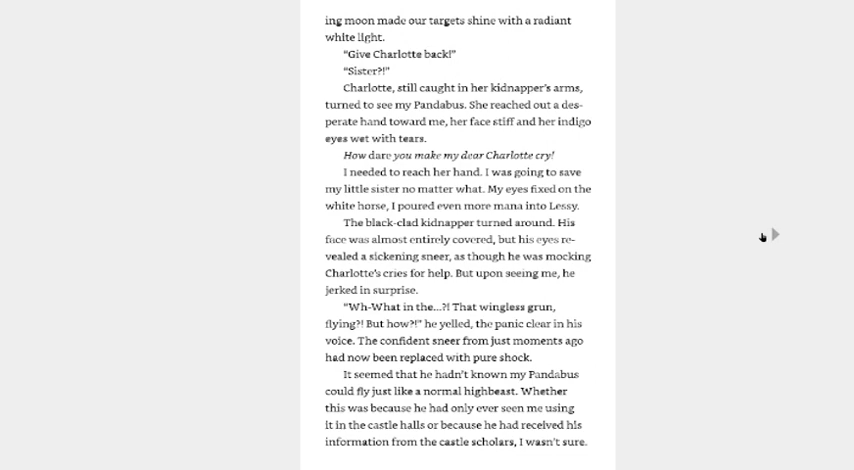 ing moon made our targets shine with a radiant
white light.
“Give Charlotte back!”
“Sister?!”
Charlotte, still caught in her kidnapper’s arms,
turned to see my Pandabus. She reached out a des-
perate hand toward me, her face stiff and her indigo
eyes wet with tears.
How dare you make my dear Charlotte cry!
I needed to reach her hand. I was going to save
my little sister no matter what. My eyes fixed on the
white horse, I poured even more mana into Lessy.
The black-clad kidnapper turned around. His
face was almost entirely covered, but his eyes re-
vealed a sickening sneer, as though he was mocking
Charlotte’s cries for help. But upon seeing me, he
jerked in surprise.
“Wh-What in the...?! That wingless grun,
flying?! But how?!” he yelled, the panic clear in his
voice. The confident sneer from just moments ago
had now been replaced with pure shock.
It seemed that he hadn’t known my Pandabus
could fly just like a normal highbeast. Whether
this was because he had only ever seen me using
it in the castle halls or because he had received his
information from the castle scholars, I wasn’t sure.